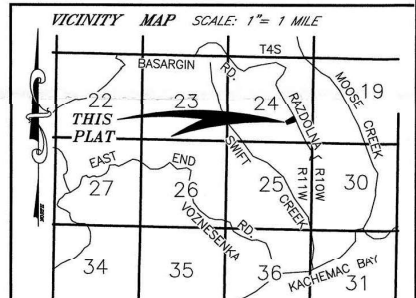 VICINITY MAP SCALE: 1"= 1 MILE
T4S
BASARGIN RD.
22
23
24
19
THIS
PLAT
RAZDOLNA
MOOSE CREEK
SWIFT CREEK
EAST END RD.
27
26
25
R11W
R10W
30
VOZNESENKA
34
35
36
KACHEMAC BAY
31